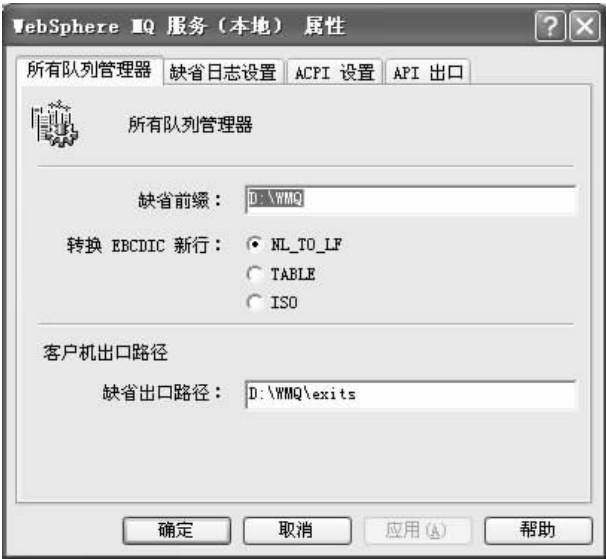 WebSphere MQ 服务（本地） 属性
所有队列管理器 缺省日志设置 ACPI 设置 API 出口
所有队列管理器
缺省前缀： D:\WMQ
转换 EBCDIC 新行： NL_TO_LF
TABLE
ISO
客户机出口路径
缺省出口路径： D:\WMQ\exits
确定 取消 应用(A) 帮助